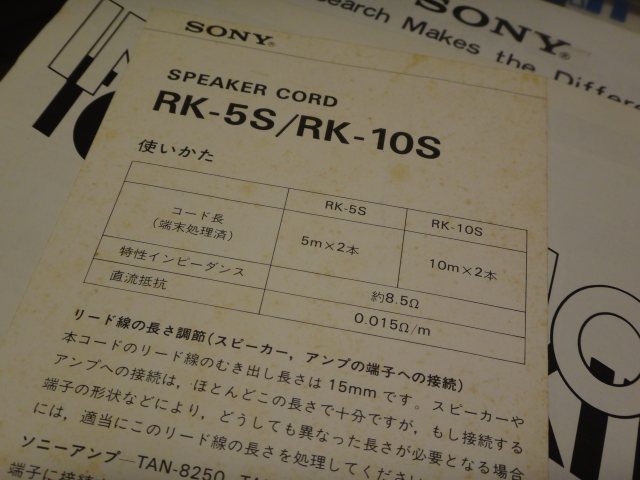 SONY®
Research Makes the Differ
SONY®
SPEAKER CORD
RK-5S/RK-10S
使いかた
RK-5S
RK-10S
コード長
(端末処理済)
5m×2本
10m×2本
特性インピーダンス
約8.5Ω
直流抵抗
0.015Ω/m
リード線の長さ調節(スピーカー，アンプの端子への接続)
本コードのリード線のむき出し長さは15mmです。スピーカーや
アンプへの接続は，ほとんどこの長さで十分ですが，もし接続する
端子の形状などにより，どうしても異なった長さが必要となる場合
には，適当にこのリード線の長さを処理してくださ
ソニーアンプ—TAN-8250，TA
端子に接続